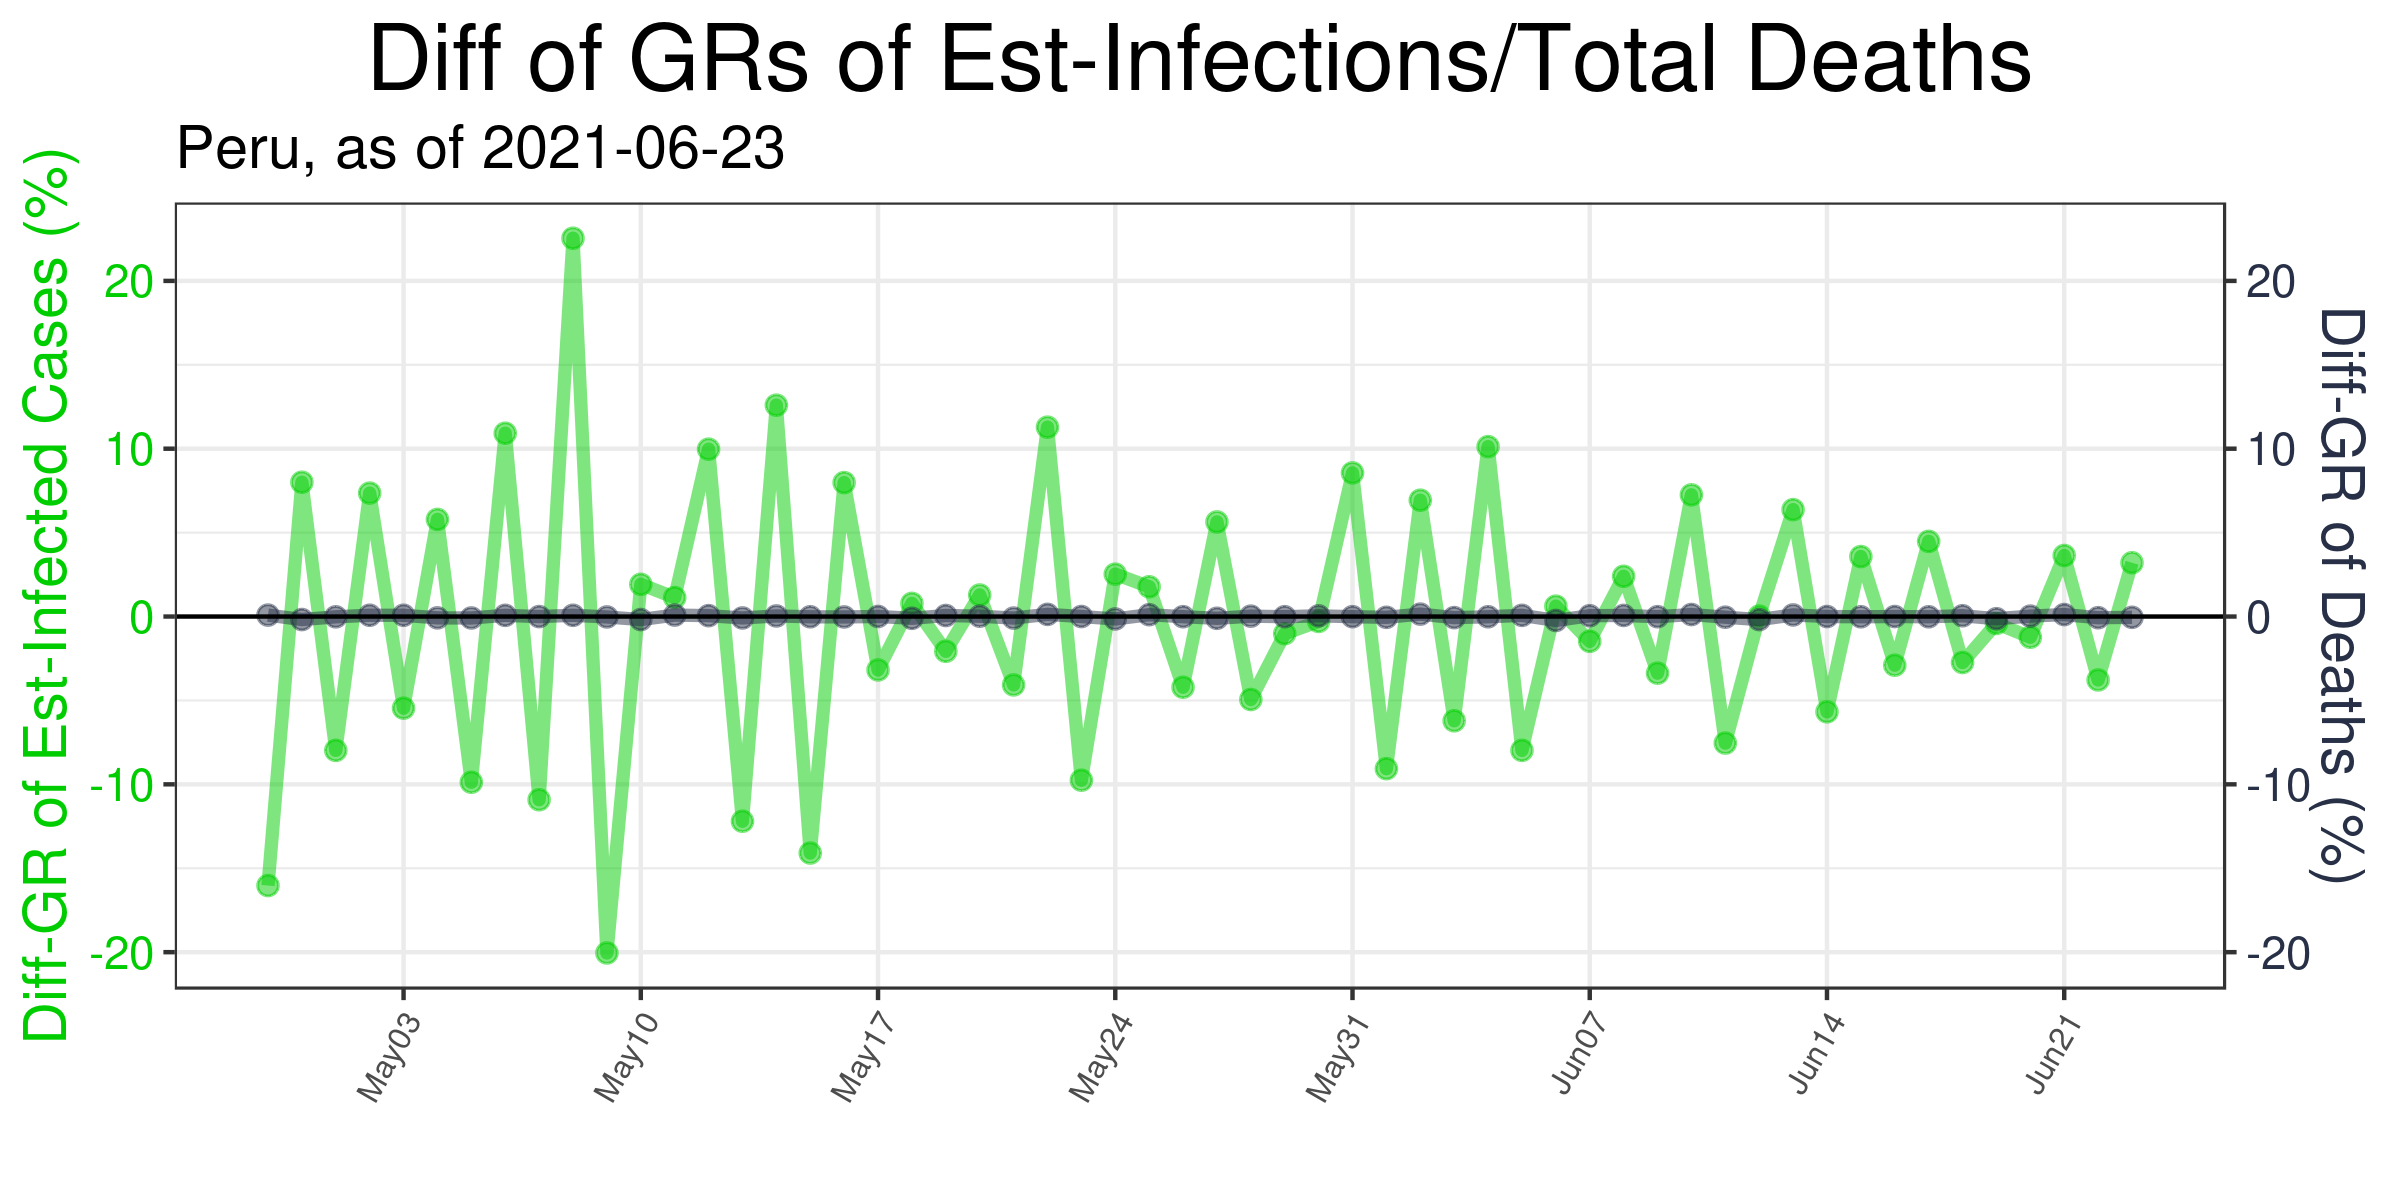 Diff of GRs of Est-Infections/Total Deaths
Peru, as of 2021-06-23
Diff-GR of Est-Infected Cases (%)
20
10
0
-10
-20
20
10
0
-10
-20
Diff-GR of Deaths (%)
May03
May10
May17
May24
May31
Jun07
Jun14
Jun21